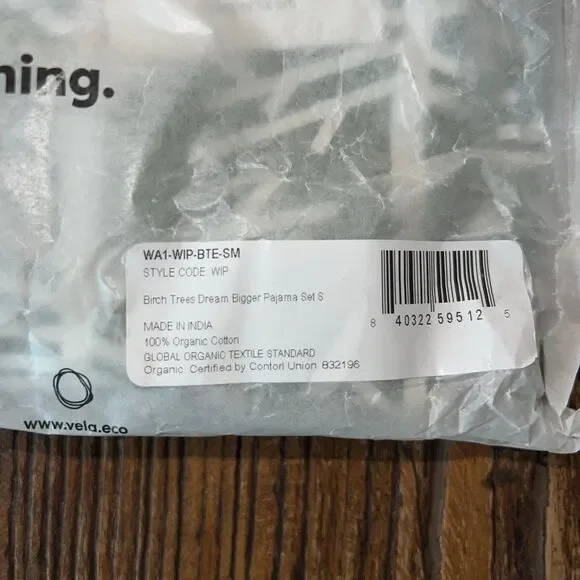 ning.
WA1-WIP-BTE-SM
STYLE CODE: WIP
Birch Trees Dream Bigger Pajama Set S
MADE IN INDIA
100% Organic Cotton
GLOBAL ORGANIC TEXTILE STANDARD
Organic. Certified by Contorl Union 832196
8 40322 59512 5
www.vela.eco